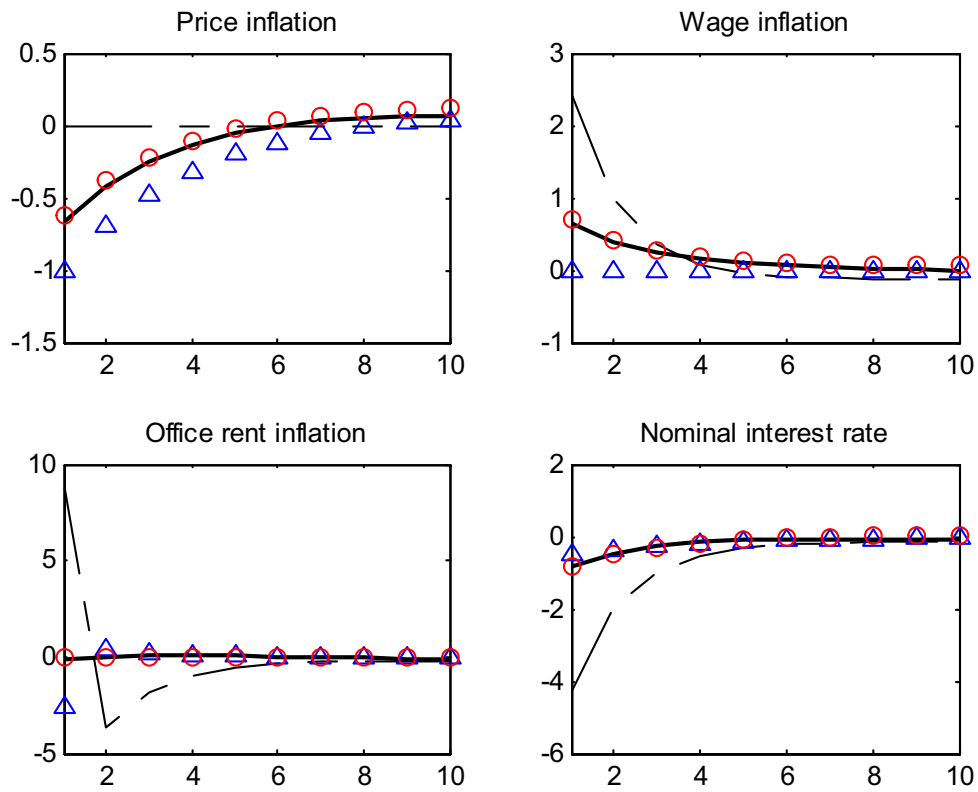 Price inflation
0.5
0
-0.5
-1
-1.5
2 4 6 8 10
Wage inflation
3
2
1
0
-1
2 4 6 8 10
Office rent inflation
10
5
0
-5
2 4 6 8 10
Nominal interest rate
2
0
-2
-4
-6
2 4 6 8 10